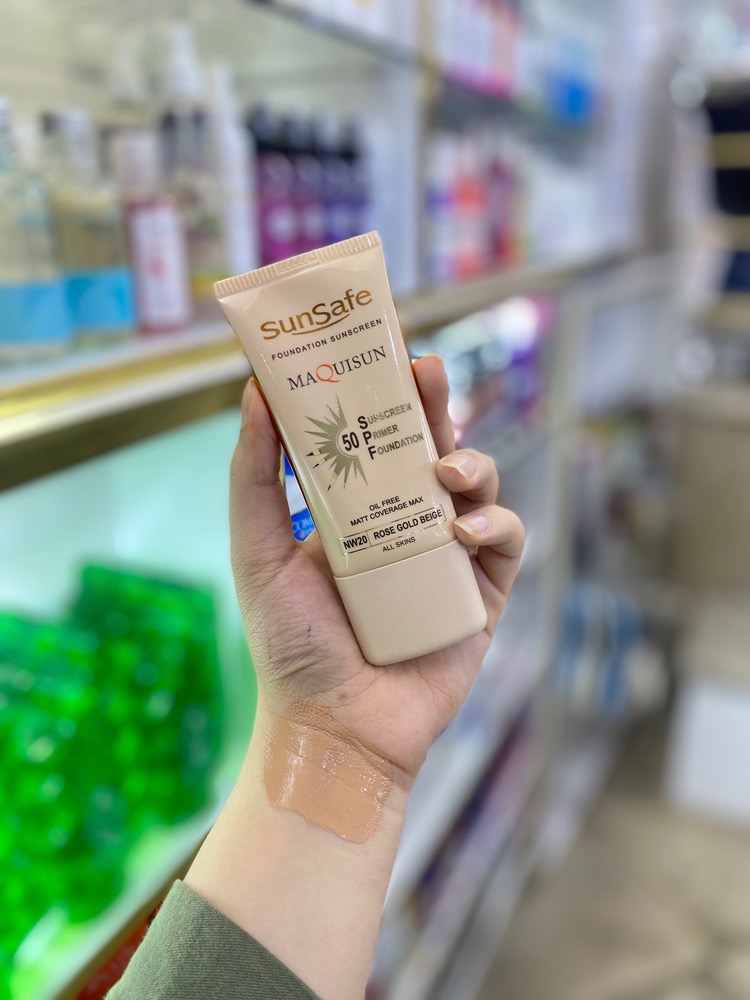 SunSafe
FOUNDATION SUNSCREEN
MAQUISUN
50 SUNSCREEN
PRIMER
FOUNDATION
OIL FREE
MATT COVERAGE MAX
NW20 ROSE GOLD BEIGE
ALL SKINS